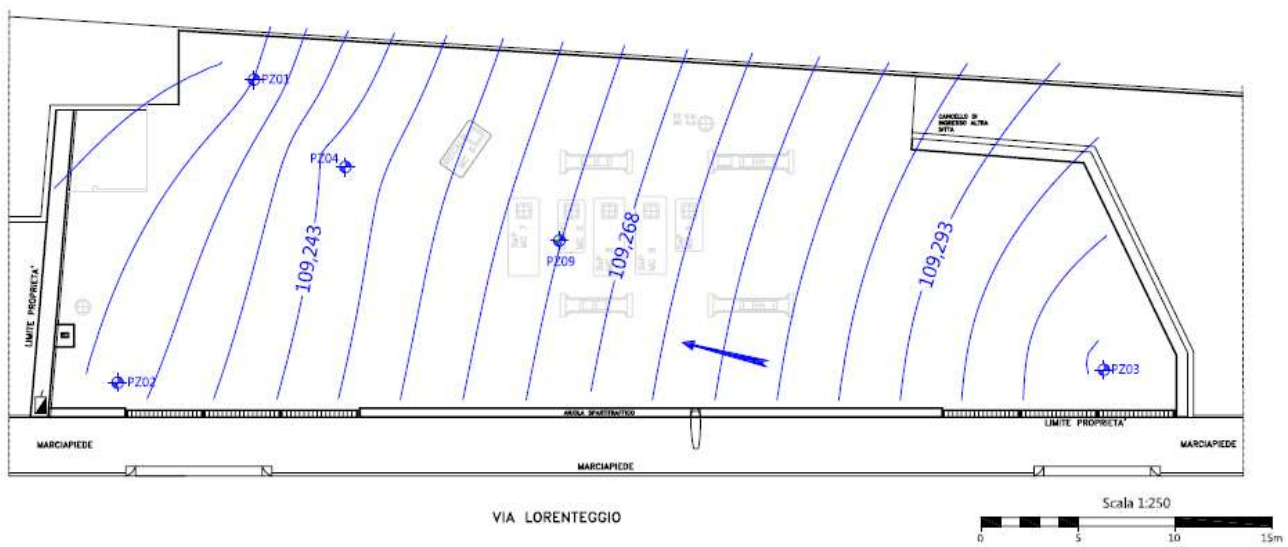 PZ01
CANCELLO DI
INGRESSO ALTRA
DITTA
PZ04
109,243
109,268
109,293
PZ09
LIMITE PROPRIETA'
PZ02
PZ03
AIUOLA SPARTITRAFFICO
LIMITE PROPRIETA'
MARCIAPIEDE
MARCIAPIEDE
MARCIAPIEDE
VIA LORENTEGGIO
Scala 1:250
0 5 10 15m